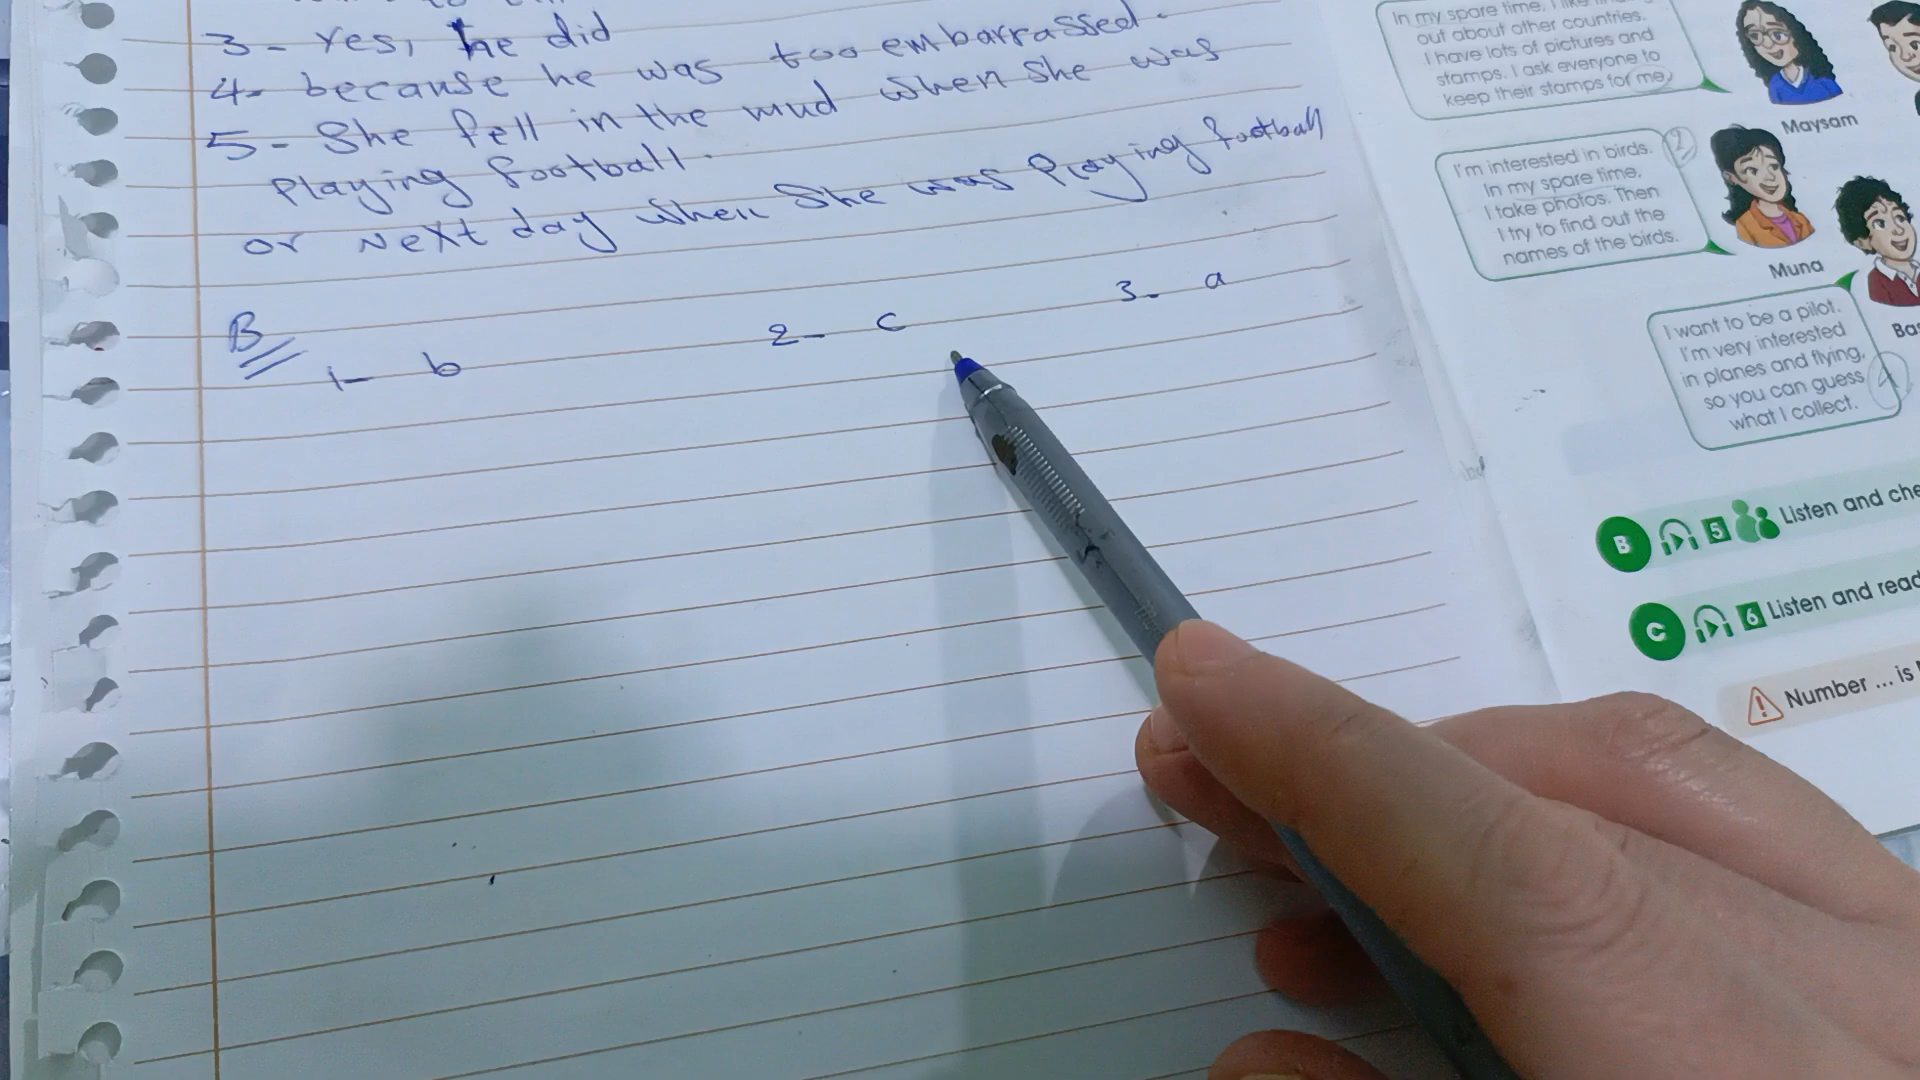 3- Yes, he did
4- because he was too embarrassed.
5- She fell in the mud when she was
Playing football.
or Next day when she was Playing football
B
1- b 2- c 3- a
In my spare time, I like
out about other countries.
I have lots of pictures and
stamps. I ask everyone to
keep their stamps for me.
Maysam
I'm interested in birds. 2
In my spare time,
I take photos. Then
I try to find out the
names of the birds.
Muna
I want to be a pilot.
I'm very interested
in planes and flying,
so you can guess
what I collect.
Bas
B 5 Listen and che
C 6 Listen and read
Number ... is